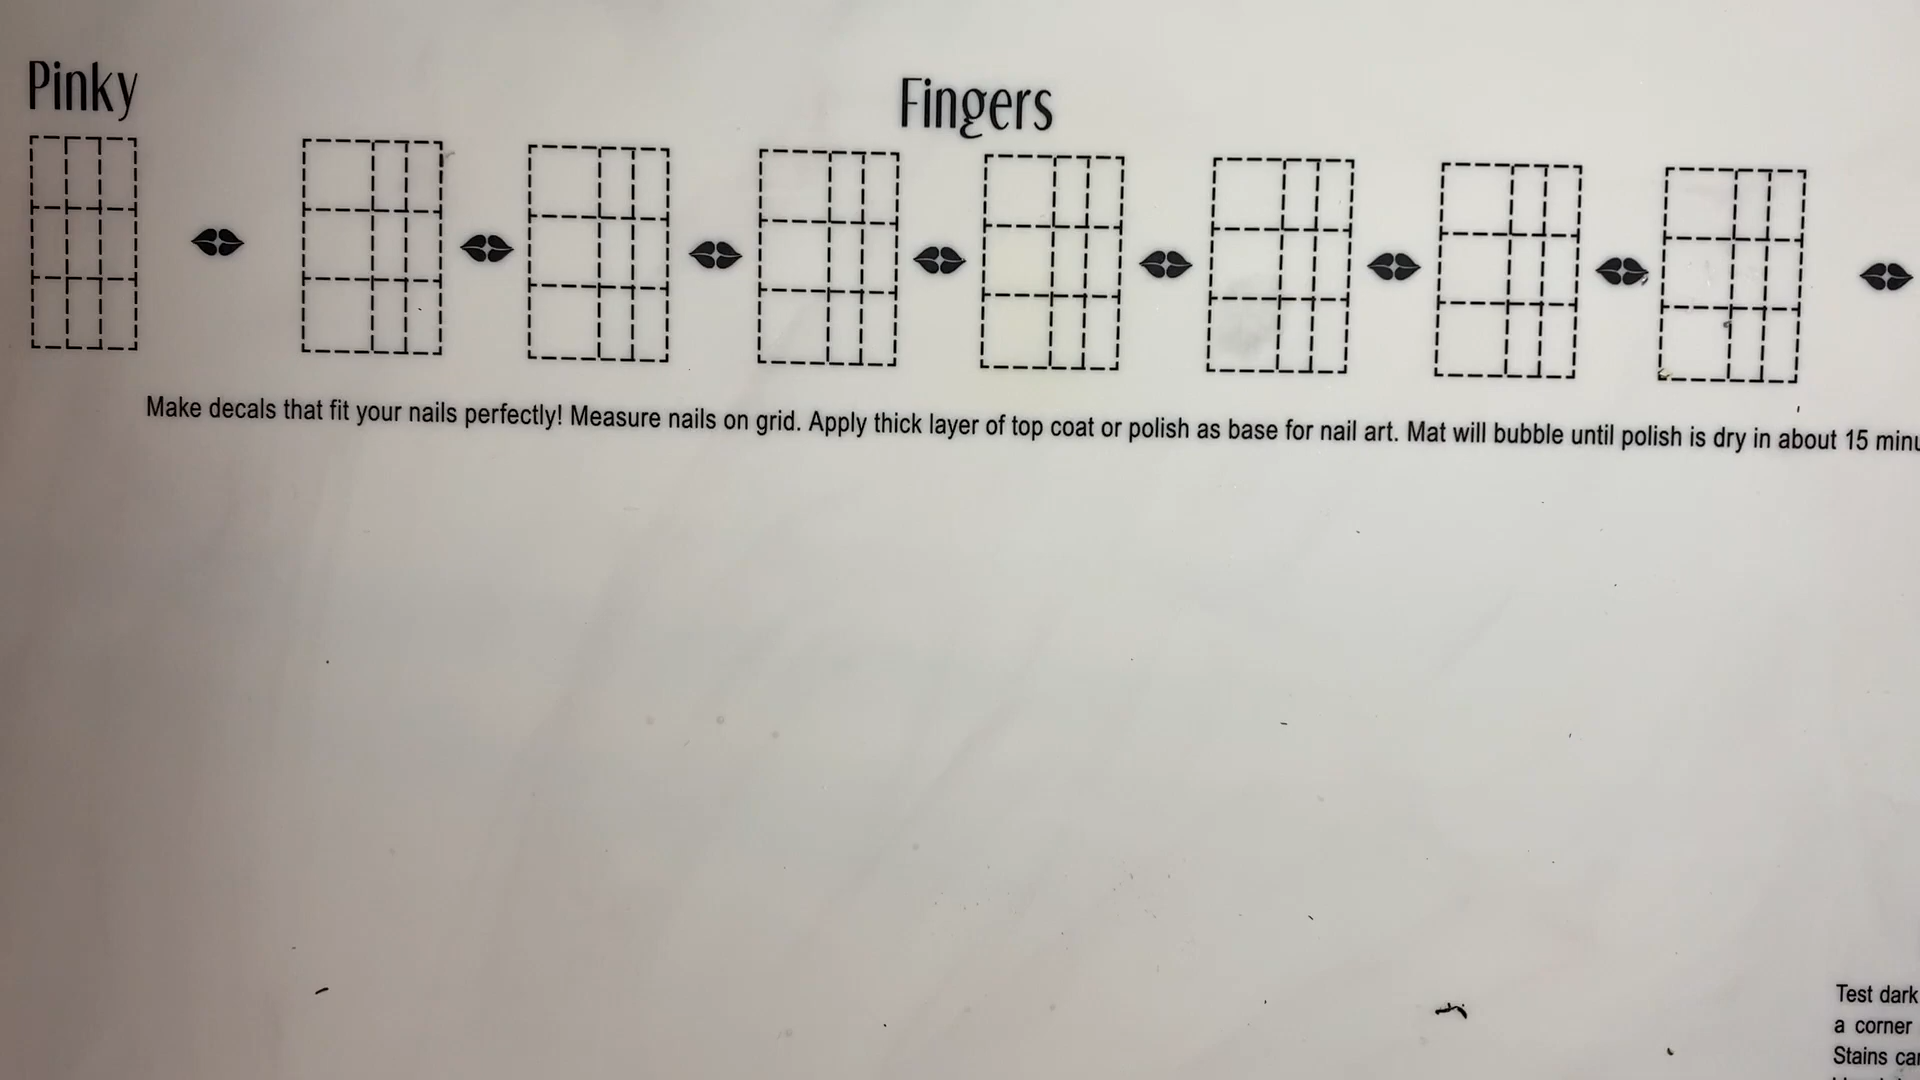 Pinky
Fingers
Make decals that fit your nails perfectly! Measure nails on grid. Apply thick layer of top coat or polish as base for nail art. Mat will bubble until polish is dry in about 15
Test dark
a corner
Stains